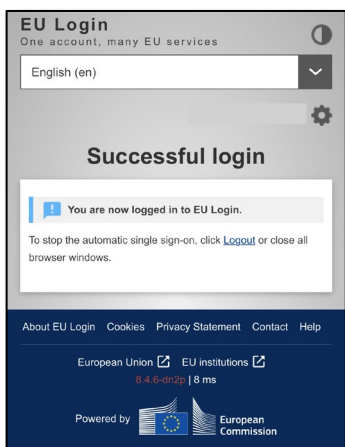 EU Login
One account, many EU services
English (en)
Successful login
You are now logged in to EU Login.
To stop the automatic single sign-on, click Logout or close all
browser windows.
About EU Login Cookies Privacy Statement Contact Help
European Union EU institutions
8.4.6-dn2p | 8 ms
Powered by European
Commission